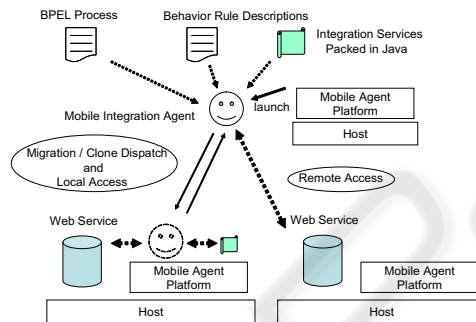 BPEL Process
Behavior Rule Descriptions
Integration Services
Packed in Java
Mobile Integration Agent
launch
Mobile Agent
Platform
Host
Migration / Clone Dispatch
and
Local Access
Remote Access
Web Service
Web Service
Mobile Agent
Platform
Mobile Agent
Platform
Host
Host